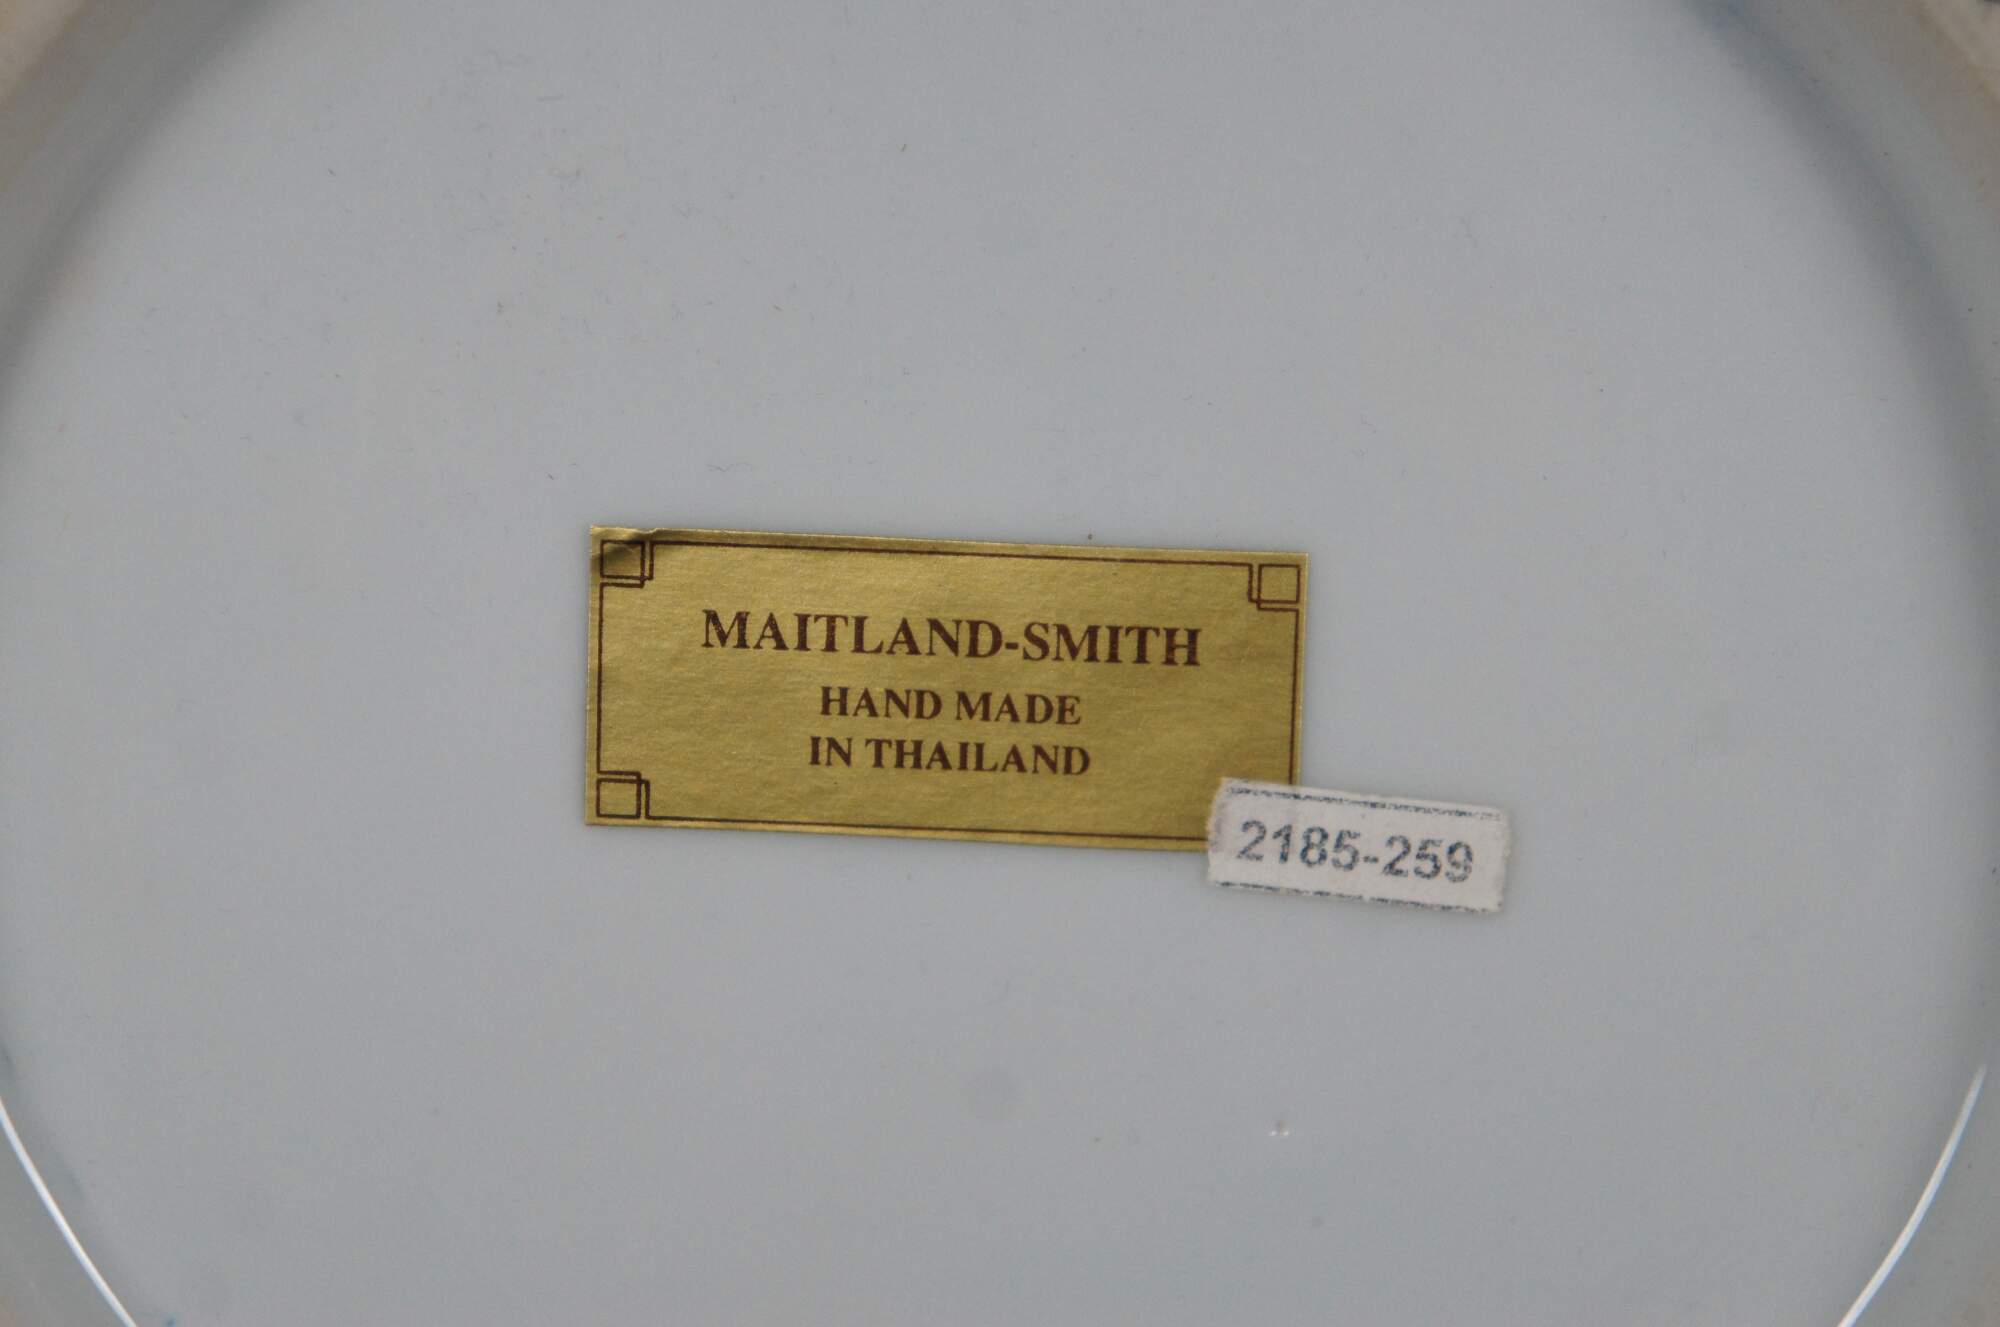 MAITLAND-SMITH
HAND MADE
IN THAILAND
2185-259